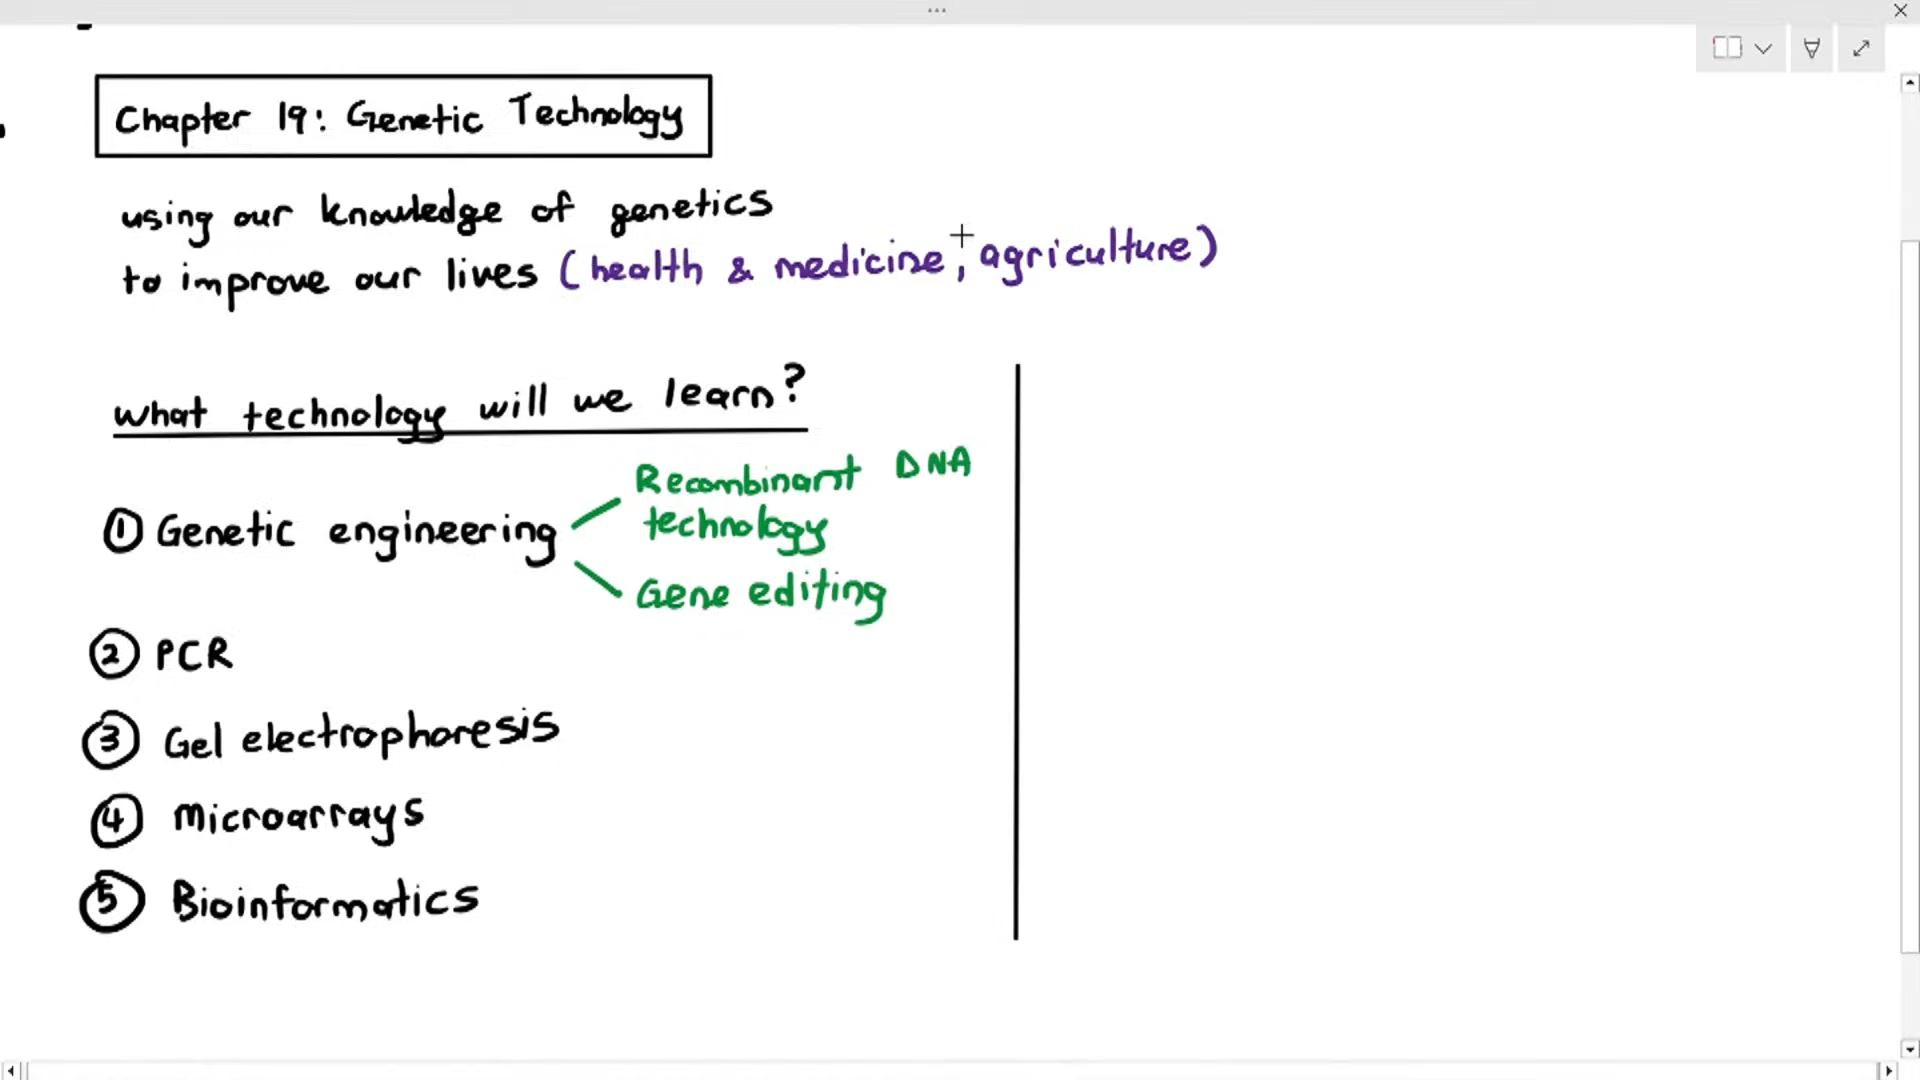 Chapter 19: Genetic Technology
using our knowledge of genetics
to improve our lives (health & medicine, agriculture)
What technology will we learn?
① Genetic engineering
Recombinant DNA
technology
Gene editing
② PCR
③ Gel electrophoresis
④ Microarrays
⑤ Bioinformatics